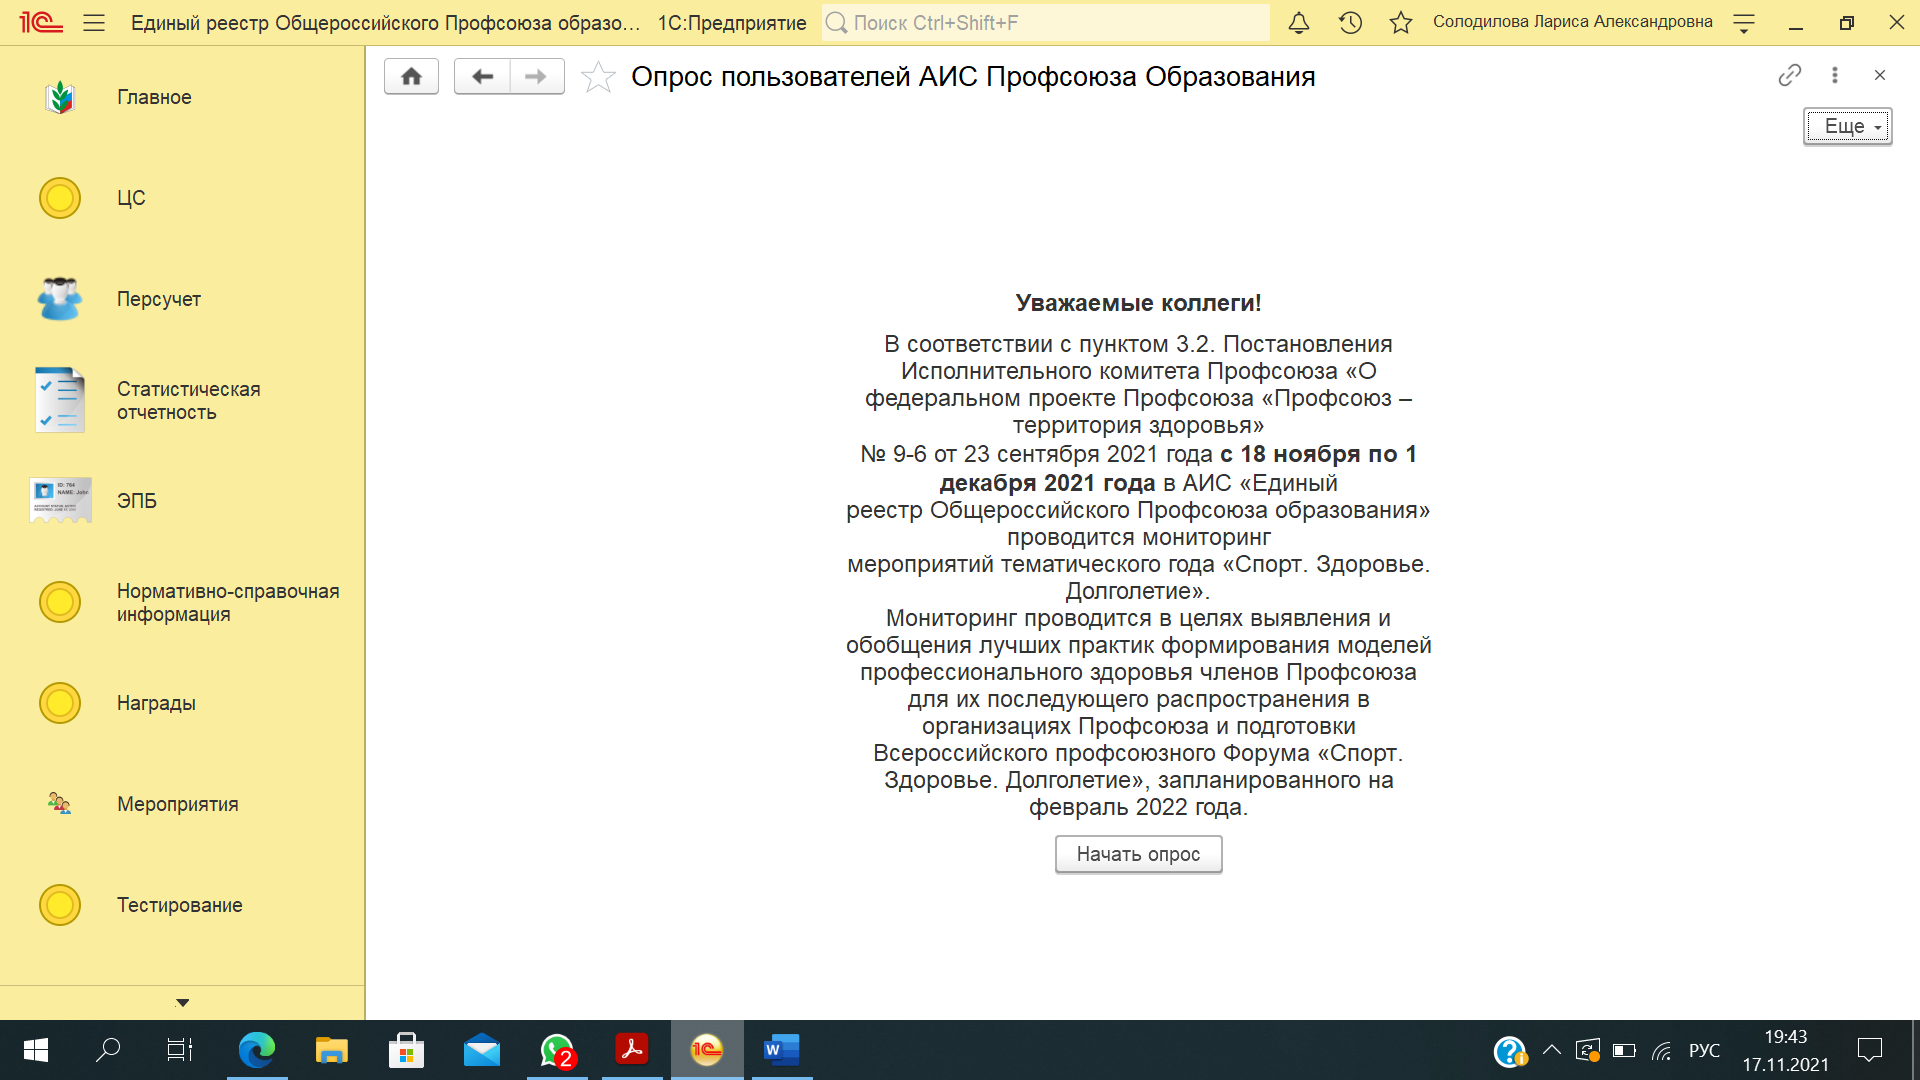 Единый реестр Общероссийского Профсоюза образо... 1С:Предприятие
Поиск Ctrl+Shift+F
Солодилова Лариса Александровна
Главное
ЦС
Персучет
Статистическая
отчетность
ЭПБ
Нормативно-справочная
информация
Награды
Мероприятия
Тестирование
Опрос пользователей АИС Профсоюза Образования
Еще
Уважаемые коллеги!
В соответствии с пунктом 3.2. Постановления
Исполнительного комитета Профсоюза «О
федеральном проекте Профсоюза «Профсоюз –
территория здоровья»
№ 9-6 от 23 сентября 2021 года с 18 ноября по 1
декабря 2021 года в АИС «Единый
реестр Общероссийского Профсоюза образования»
проводится мониторинг
мероприятий тематического года «Спорт. Здоровье.
Долголетие».
Мониторинг проводится в целях выявления и
обобщения лучших практик формирования моделей
профессионального здоровья членов Профсоюза
для их последующего распространения в
организациях Профсоюза и подготовки
Всероссийского профсоюзного Форума «Спорт.
Здоровье. Долголетие», запланированного на
февраль 2022 года.
Начать опрос
2
РУС
19:43
17.11.2021